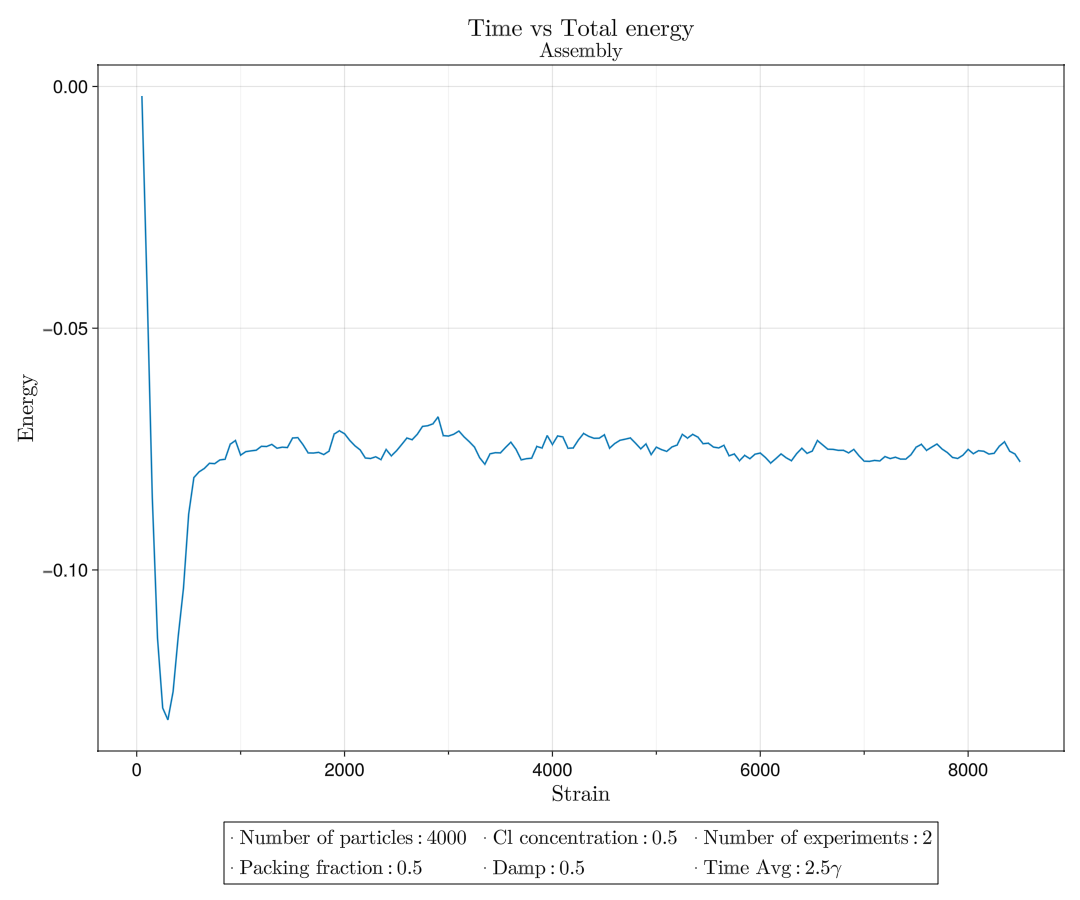 Time vs Total energy
Assembly
Energy
0.00
−0.05
−0.10
0 2000 4000 6000 8000
Strain
· Number of particles : 4000 · Cl concentration : 0.5 · Number of experiments : 2
· Packing fraction : 0.5 · Damp : 0.5 · Time Avg : 2.5γ